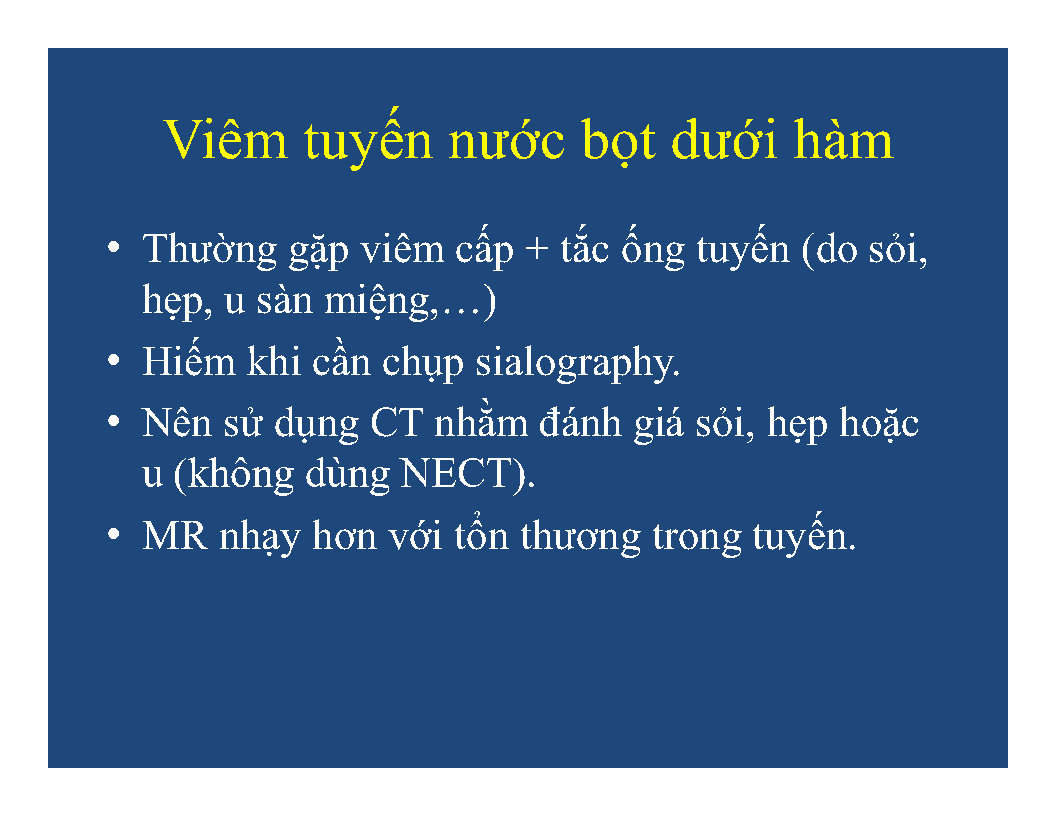 Viêm tuyến nước bọt dưới hàm
• Thường gặp viêm cấp + tắc ống tuyến (do sỏi,
hẹp, u sàn miệng,…)
• Hiếm khi cần chụp sialography.
• Nên sử dụng CT nhằm đánh giá sỏi, hẹp hoặc
u (không dùng NECT).
• MR nhạy hơn với tổn thương trong tuyến.